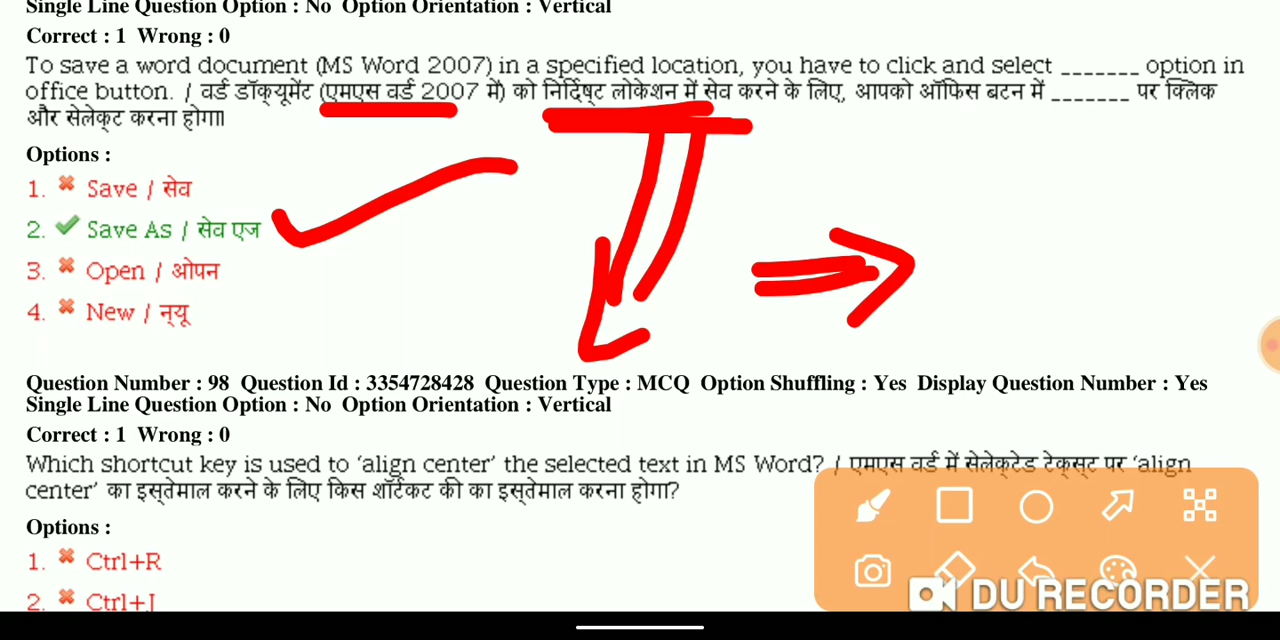 Single Line Question Option : No Option Orientation : Vertical
Correct : 1 Wrong : 0
To save a word document (MS Word 2007) in a specified location, you have to click and select _______ option in
office button. / वर्ड डॉक्यूमेंट (एमएस वर्ड 2007 में) को निर्दिष्ट लोकेशन में सेव करने के लिए, आपको ऑफिस बटन में _______ पर क्लिक
और सेलेक्ट करना होगा।
Options :
1. Save / सेव
2. Save As / सेव एज
3. Open / ओपन
4. New / न्यू
Question Number : 98 Question Id : 3354728428 Question Type : MCQ Option Shuffling : Yes Display Question Number : Yes
Single Line Question Option : No Option Orientation : Vertical
Correct : 1 Wrong : 0
Which shortcut key is used to ‘align center’ the selected text in MS Word? / एमएस वर्ड में सेलेक्टेड टेक्स्ट पर ‘align
center’ का इस्तेमाल करने के लिए किस शॉर्टकट की का इस्तेमाल करना होगा?
Options :
1. Ctrl+R
2. Ctrl+J
DU RECORDER